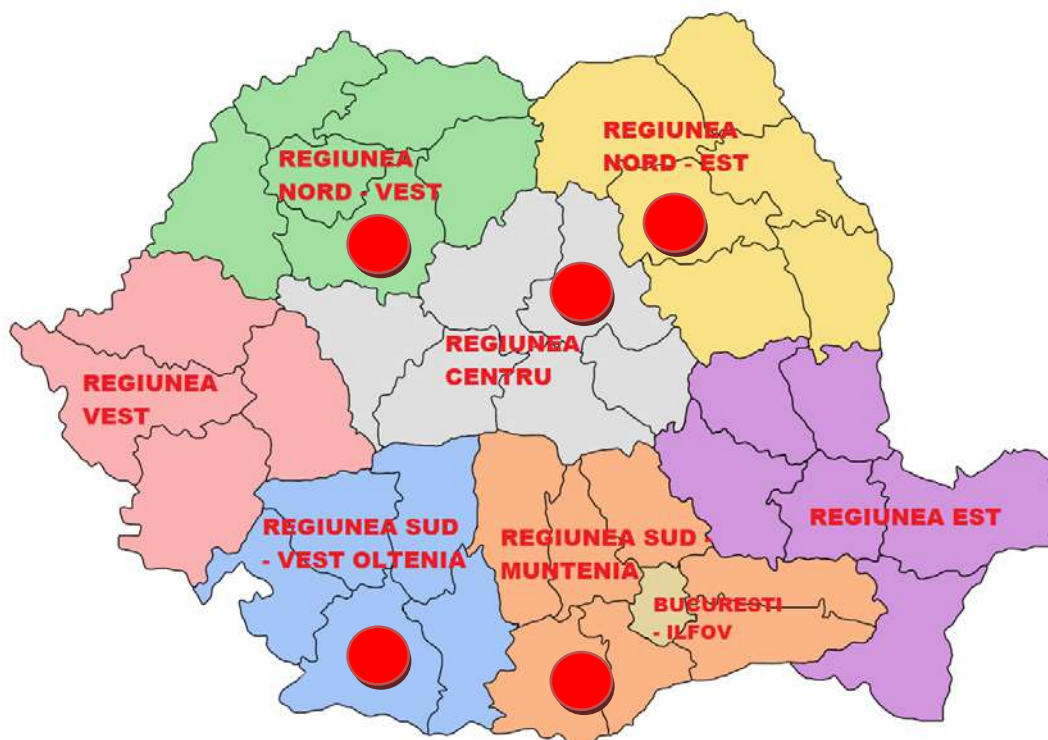 REGIUNEA
NORD - VEST
REGIUNEA
NORD - EST
REGIUNEA
CENTRU
REGIUNEA
VEST
REGIUNEA SUD
- VEST OLTENIA
REGIUNEA SUD -
MUNTENIA
REGIUNEA EST
BUCURESTI
- ILFOV